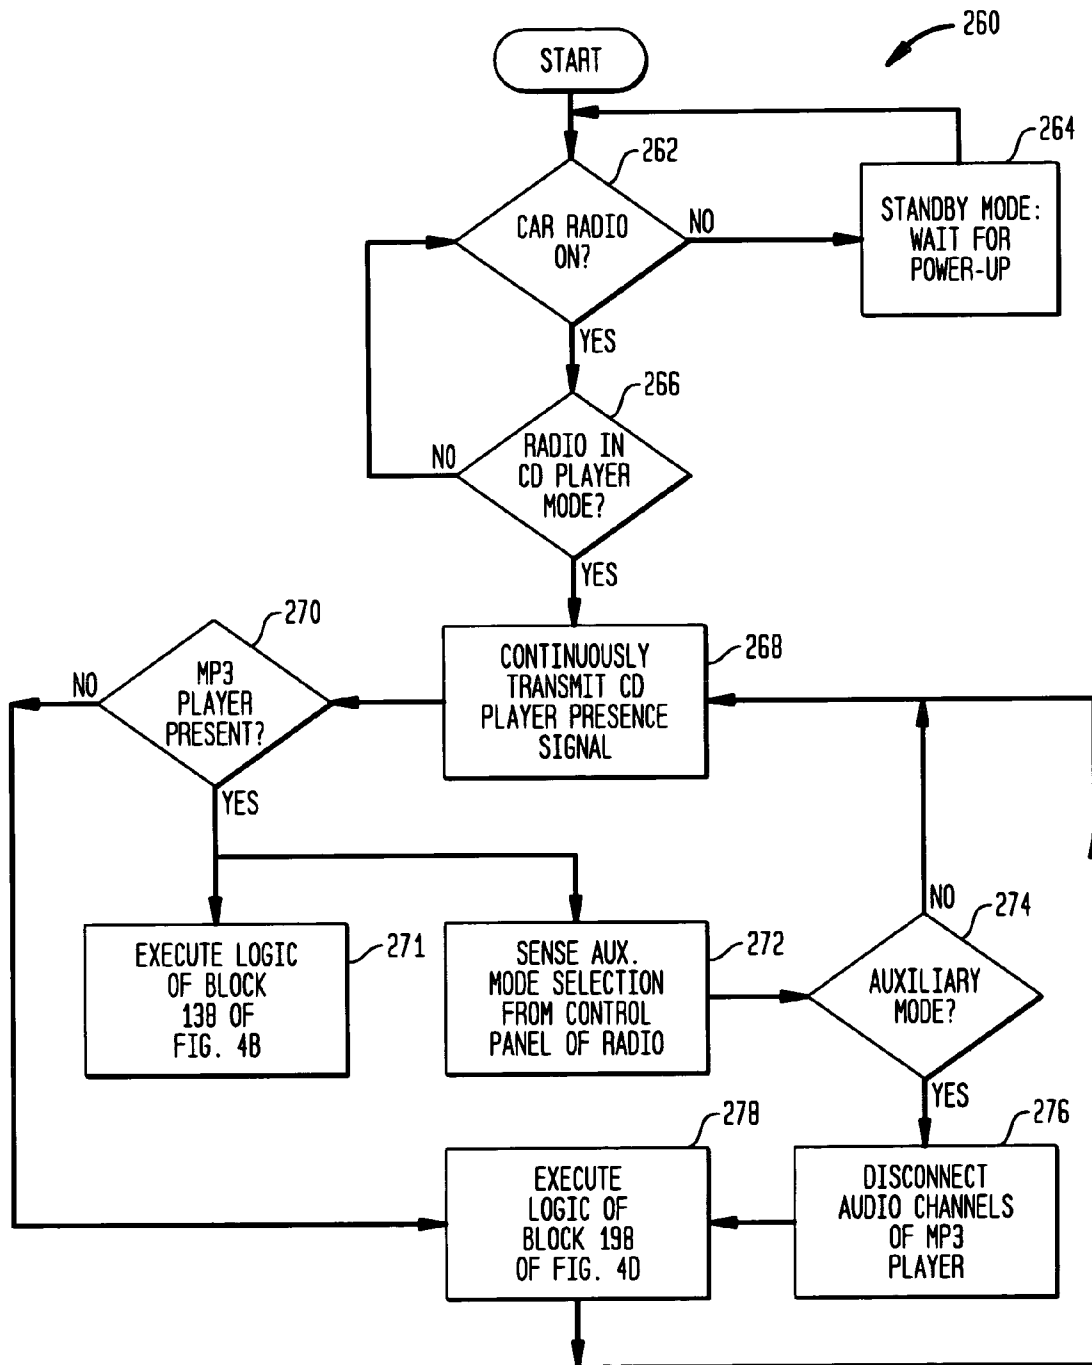 260
START
262
CAR RADIO
ON?
NO
264
STANDBY MODE:
WAIT FOR
POWER-UP
YES
266
RADIO IN
CD PLAYER
MODE?
NO
YES
268
CONTINUOUSLY
TRANSMIT CD
PLAYER PRESENCE
SIGNAL
270
MP3
PLAYER
PRESENT?
NO
YES
271
EXECUTE LOGIC
OF BLOCK
138 OF
FIG. 4B
272
SENSE AUX.
MODE SELECTION
FROM CONTROL
PANEL OF RADIO
NO
274
AUXILIARY
MODE?
YES
276
DISCONNECT
AUDIO CHANNELS
OF MP3
PLAYER
278
EXECUTE
LOGIC OF
BLOCK 198
OF FIG. 4D